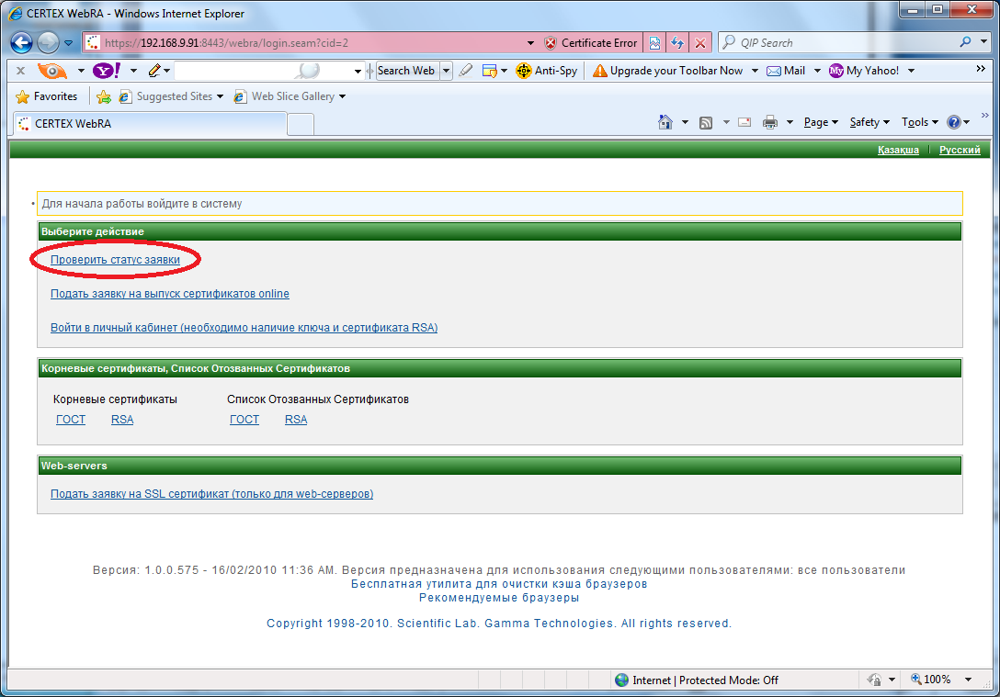 CERTEX WebRA - Windows Internet Explorer
https://192.168.9.91:8443/webra/login.seam?cid=2 Certificate Error QIP Search
Y! Search Web Anti-Spy Upgrade your Toolbar Now Mail My My Yahoo! »
Favorites Suggested Sites Web Slice Gallery
CERTEX WebRA Page Safety Tools »
Қазақша | Русский
• Для начала работы войдите в систему
Выберите действие
Проверить статус заявки
Подать заявку на выпуск сертификатов online
Войти в личный кабинет (необходимо наличие ключа и сертификата RSA)
Корневые сертификаты, Список Отозванных Сертификатов
Корневые сертификаты Список Отозванных Сертификатов
ГОСТ RSA ГОСТ RSA
Web-servers
Подать заявку на SSL сертификат (только для web-серверов)
Версия: 1.0.0.575 - 16/02/2010 11:36 AM. Версия предназначена для использования следующими пользователями: все пользователи
Бесплатная утилита для очистки кэша браузеров
Рекомендуемые браузеры
Copyright 1998-2010. Scientific Lab. Gamma Technologies. All rights reserved.
Internet | Protected Mode: Off 100%